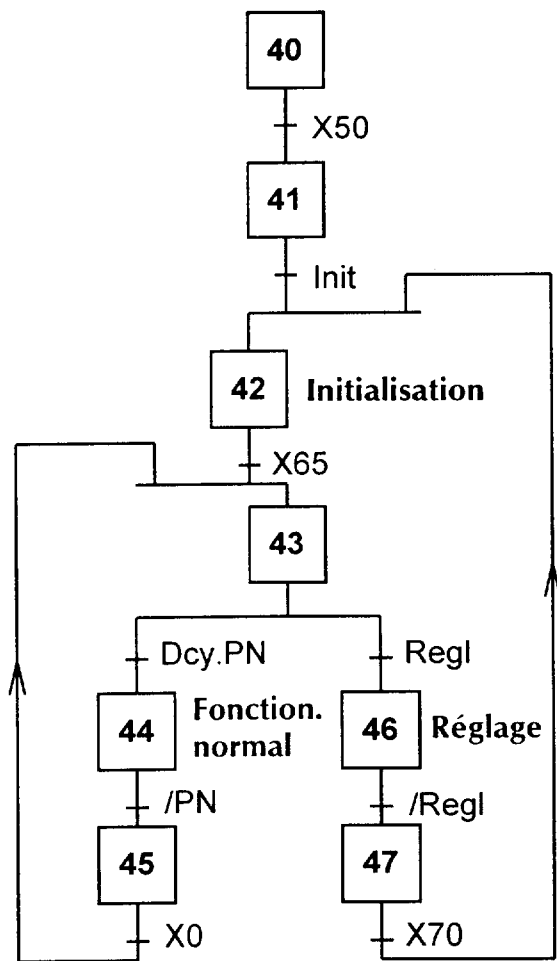 40
X50
41
Init
42 Initialisation
X65
43
Dcy.PN Regl
44 Fonction. normal
46 Réglage
/PN /Regl
45 47
X0 X70